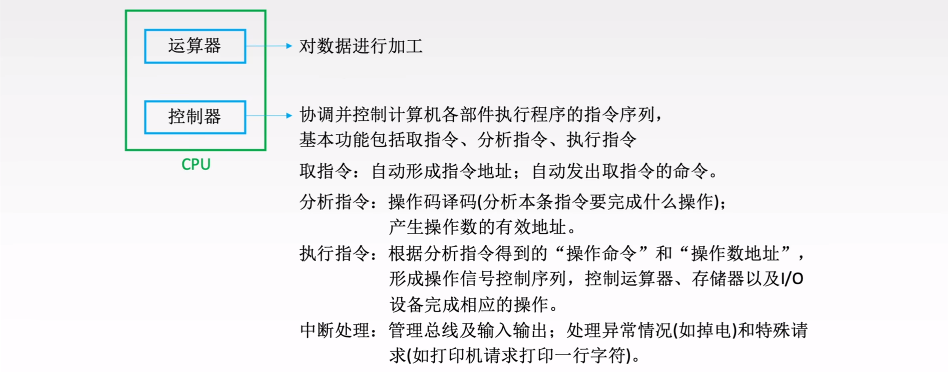 运算器
对数据进行加工
控制器
协调并控制计算机各部件执行程序的指令序列，
基本功能包括取指令、分析指令、执行指令
CPU
取指令：自动形成指令地址；自动发出取指令的命令。
分析指令：操作码译码(分析本条指令要完成什么操作)；
产生操作数的有效地址。
执行指令：根据分析指令得到的“操作命令”和“操作数地址”，
形成操作信号控制序列，控制运算器、存储器以及I/O
设备完成相应的操作。
中断处理：管理总线及输入输出；处理异常情况(如掉电)和特殊请
求(如打印机请求打印一行字符)。